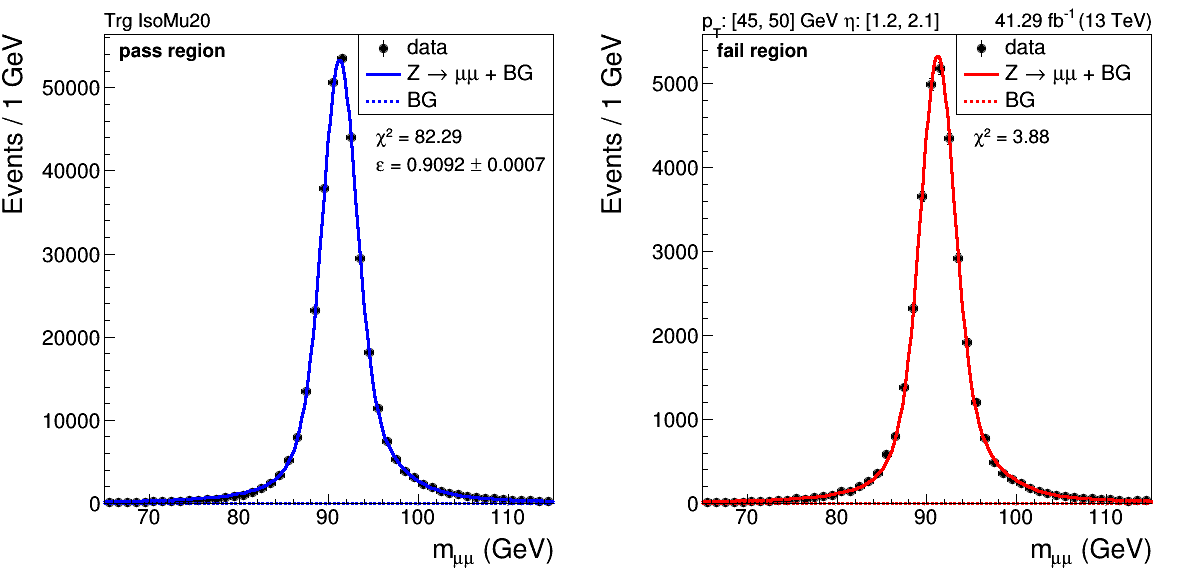 Trg IsoMu20
pass region
data
Z → μμ + BG
BG
χ² = 82.29
ε = 0.9092 ± 0.0007
Events / 1 GeV
50000
40000
30000
20000
10000
0
70 80 90 100 110
m_μμ (GeV)
p_T: [45, 50] GeV η: [1.2, 2.1] 41.29 fb⁻¹ (13 TeV)
fail region
data
Z → μμ + BG
BG
χ² = 3.88
Events / 1 GeV
5000
4000
3000
2000
1000
0
70 80 90 100 110
m_μμ (GeV)